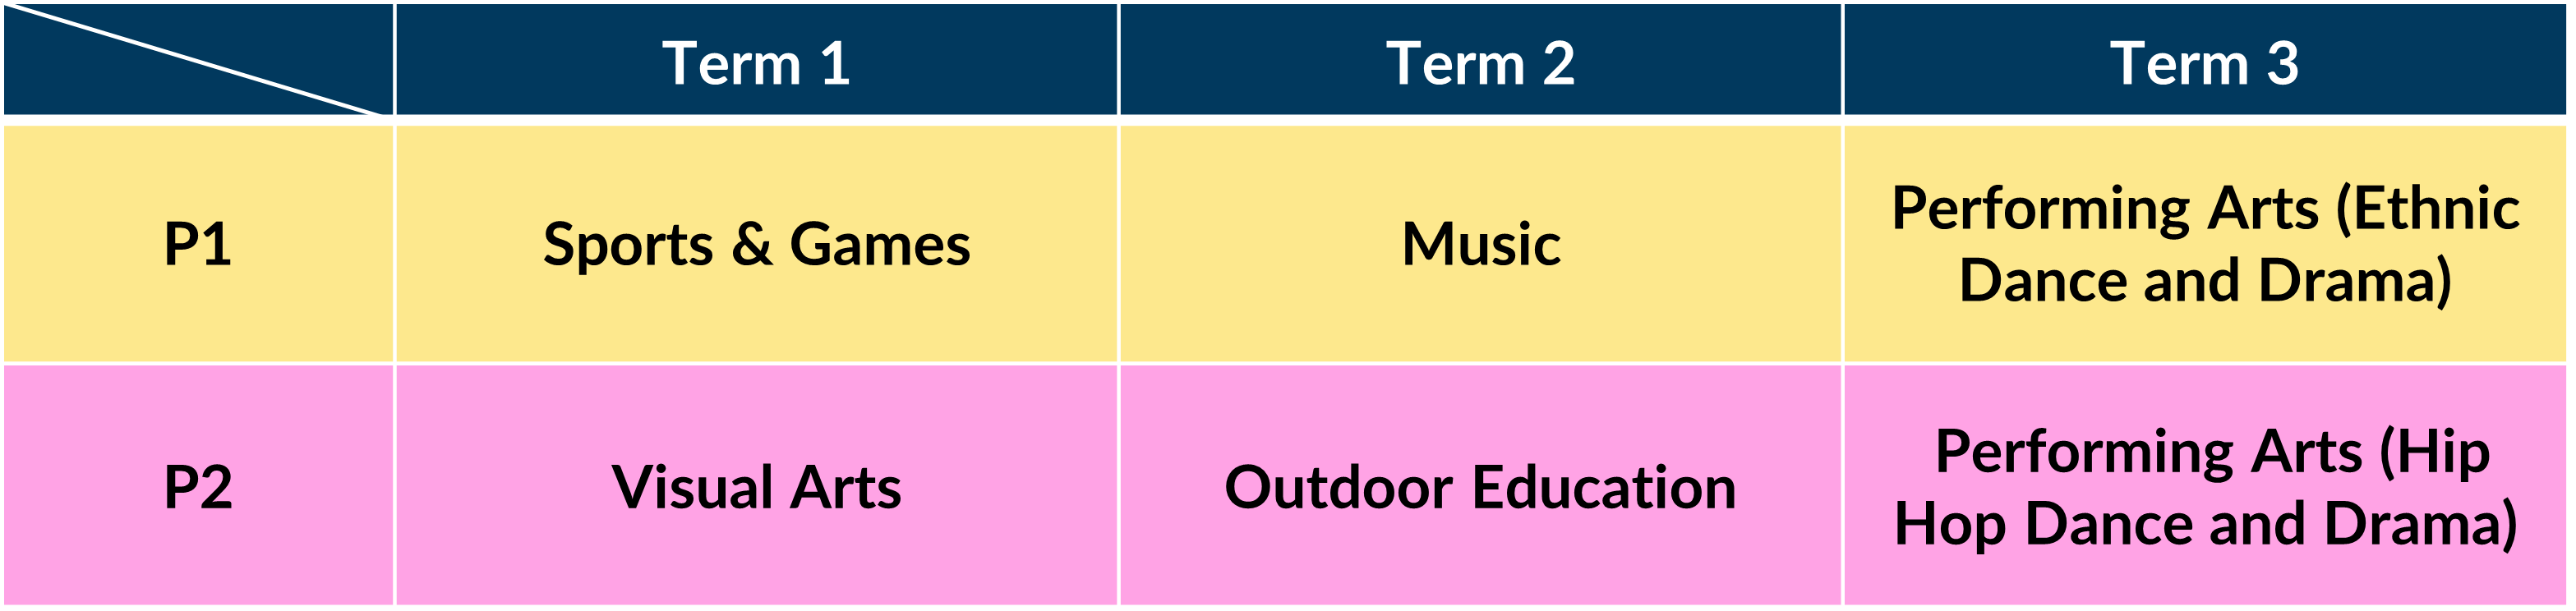 Term 1
Term 2
Term 3
P1
Sports & Games
Music
Performing Arts (Ethnic
Dance and Drama)
P2
Visual Arts
Outdoor Education
Performing Arts (Hip
Hop Dance and Drama)